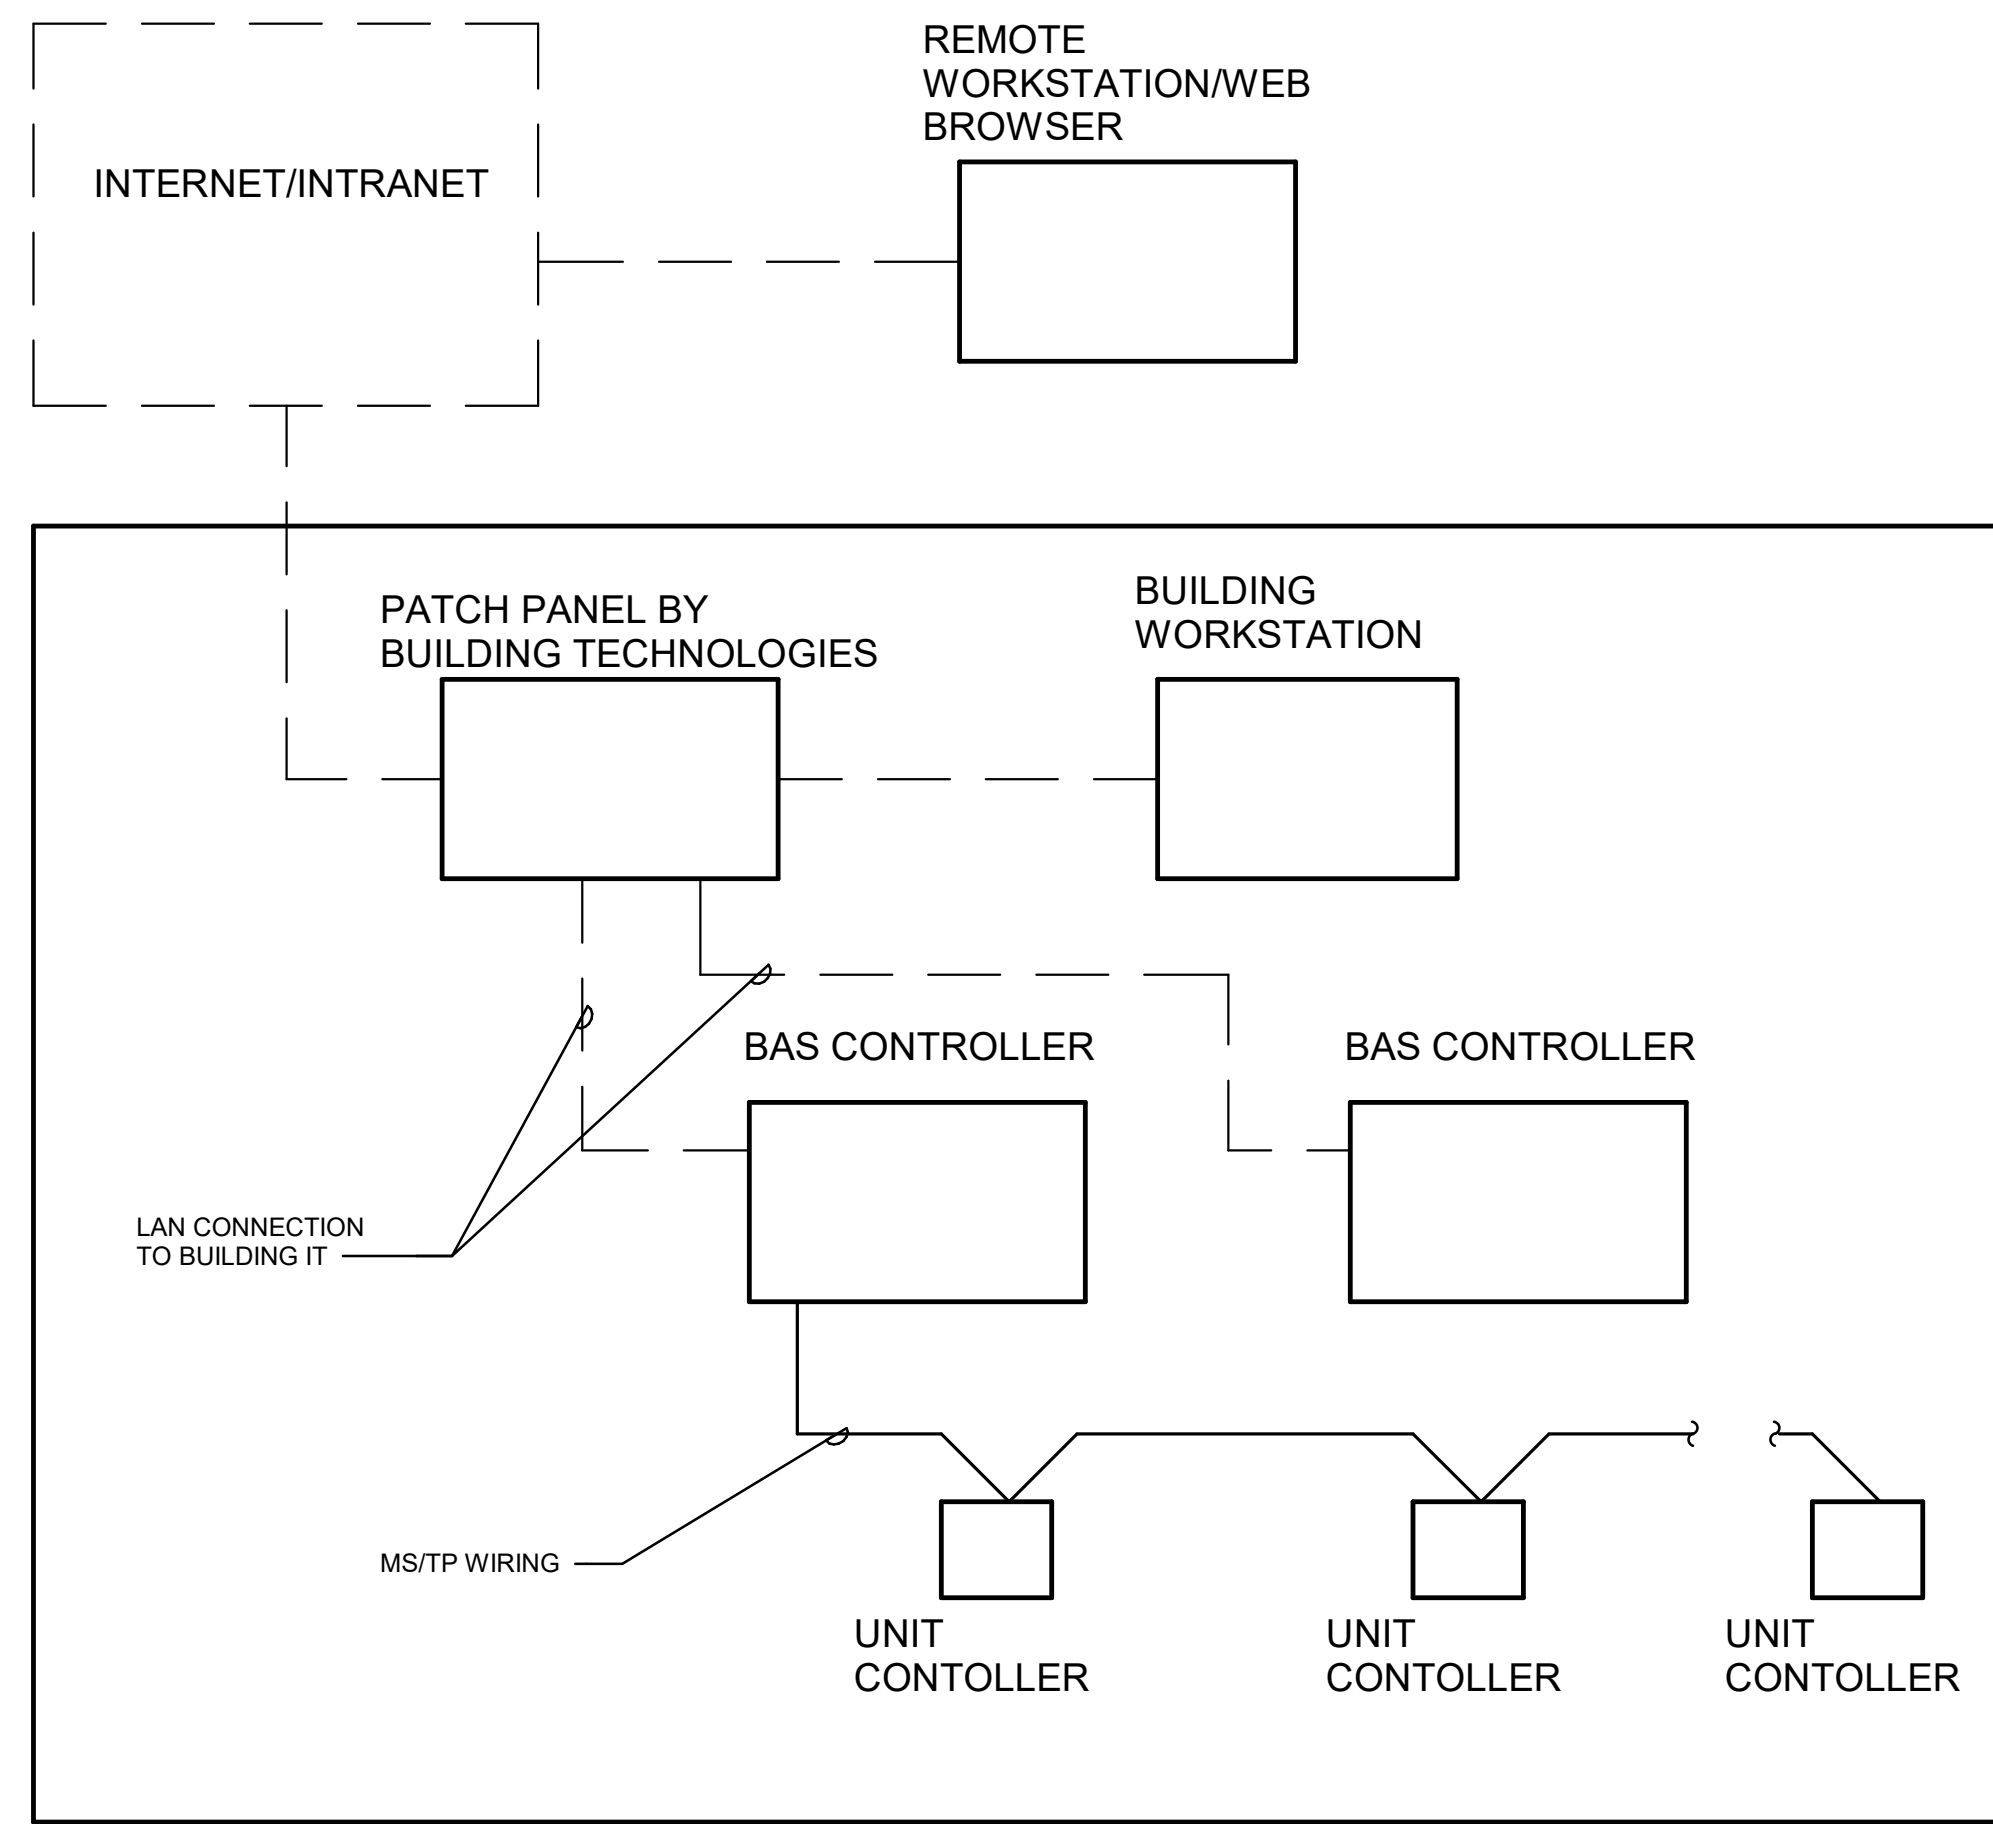 REMOTE
WORKSTATION/WEB
BROWSER
INTERNET/INTRANET
PATCH PANEL BY
BUILDING TECHNOLOGIES
BUILDING
WORKSTATION
BAS CONTROLLER
BAS CONTROLLER
LAN CONNECTION
TO BUILDING IT
MS/TP WIRING
UNIT
CONTOLLER
UNIT
CONTOLLER
UNIT
CONTOLLER